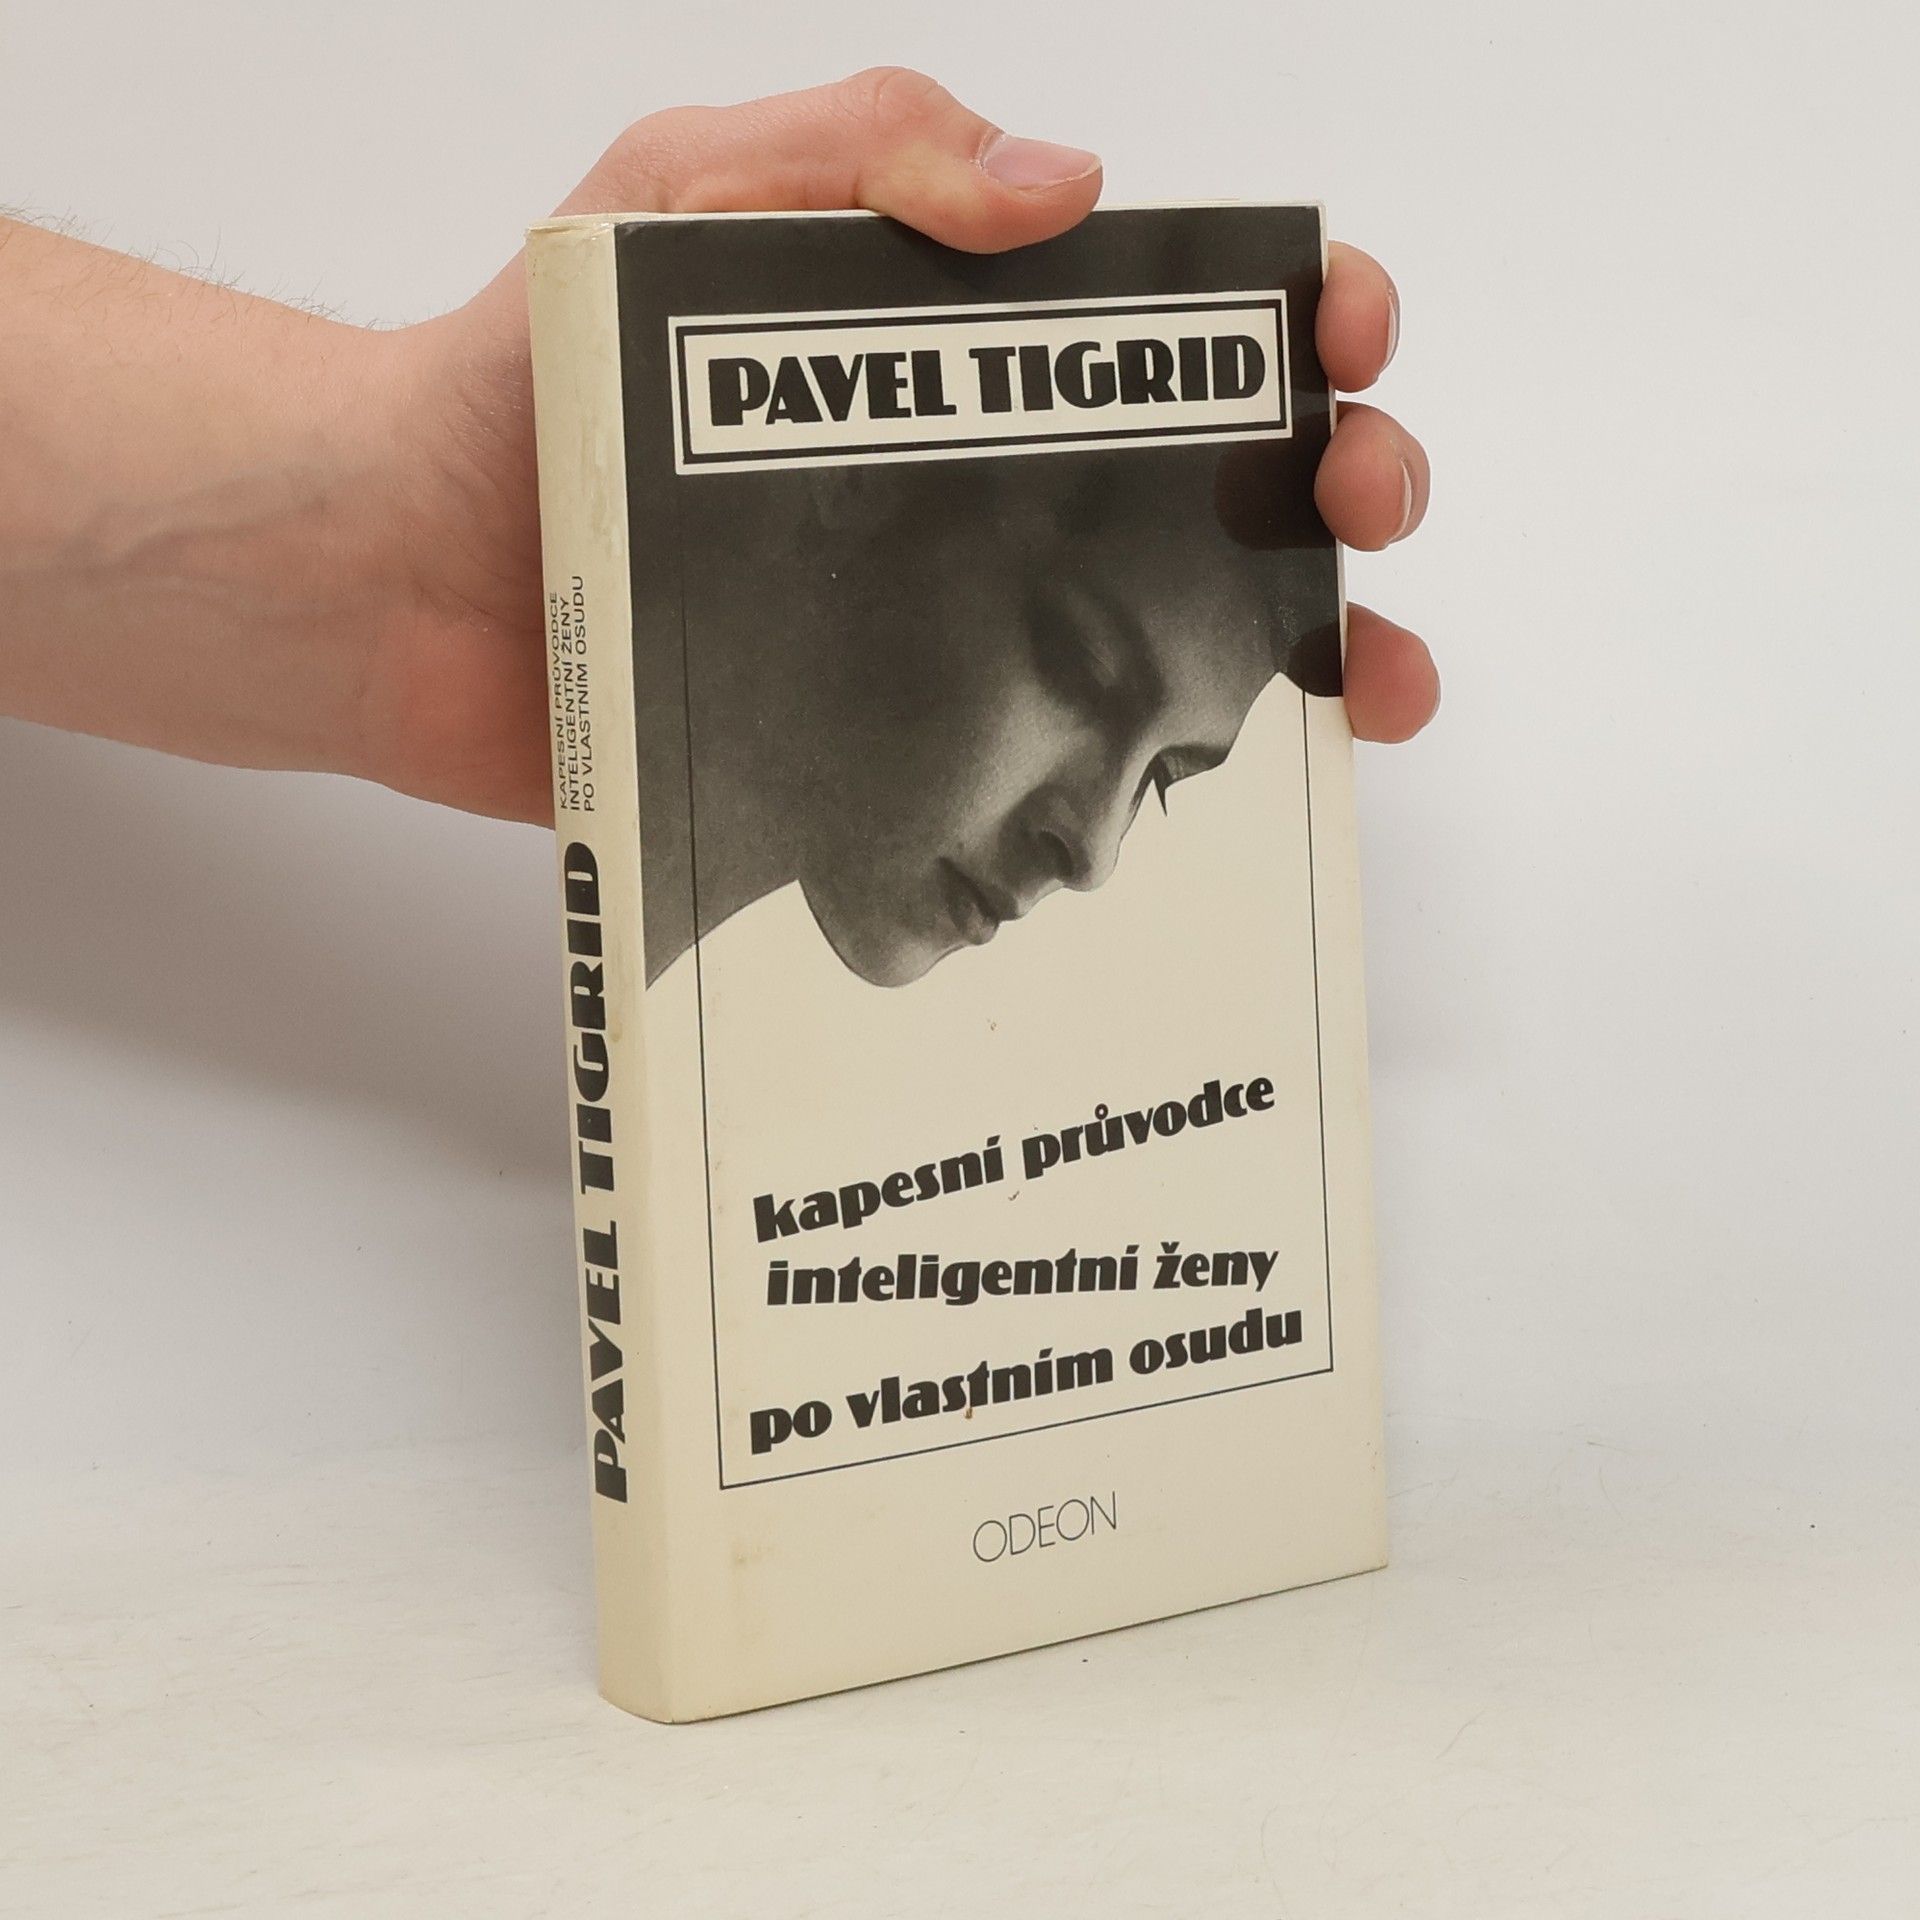 PAVEL TIGRID
kapesní průvodce
inteligentní ženy
po vlastním osudu
ODEON
PAVEL TIGRID
KAPESNÍ PRŮVODCE
INTELIGENTNÍ ŽENY
PO VLASTNÍM OSUDU